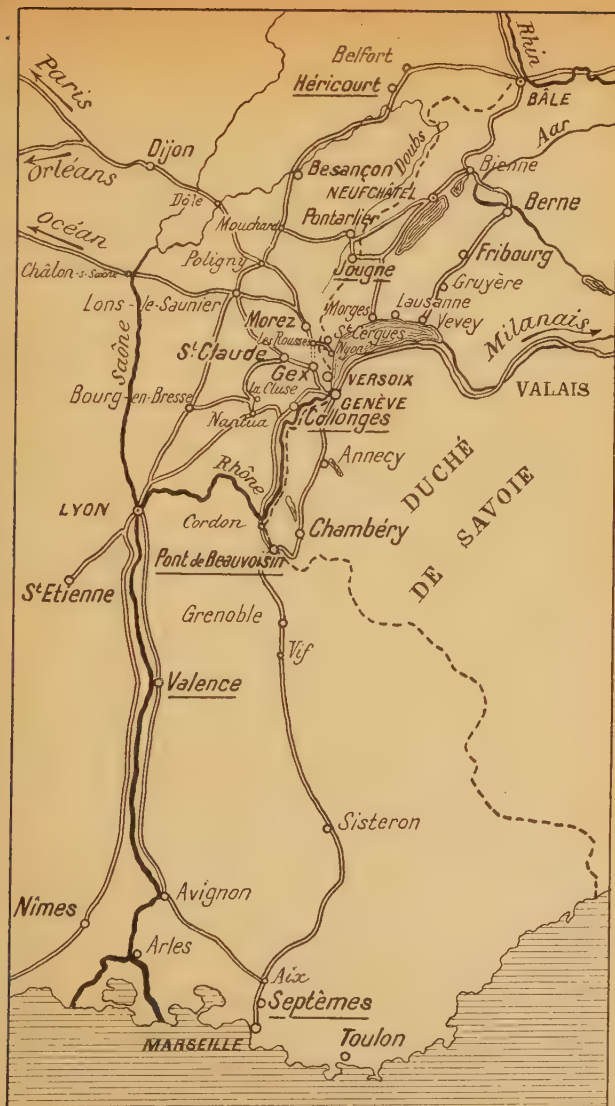 Rhin
Belfort
Héricourt
BÂLE
Paris
Aar
Doubs
Dijon
Orléans
Besançon
Bienne
NEUFCHÂTEL
Dôle
Berne
Mouchard
Pontarlier
Océan
Poligny
Jougne
Fribourg
Châlon-s-Saône
Gruyère
Lons-le-Saunier
Morez
Morges
Lausanne
Vevey
Milanais
Les Rousses
St Cergues
Nyon
St Claude
Saône
Gex
VERSOIX
VALAIS
La Cluse
GENÈVE
Bourg-en-Bresse
Nantua
Collonges
Annecy
Rhône
DUCHÉ
DE SAVOIE
LYON
Cordon
Chambéry
Pont de Beauvoisin
St Etienne
Grenoble
Vif
Valence
Sisteron
Avignon
Nîmes
Arles
Aix
Septêmes
MARSEILLE
Toulon